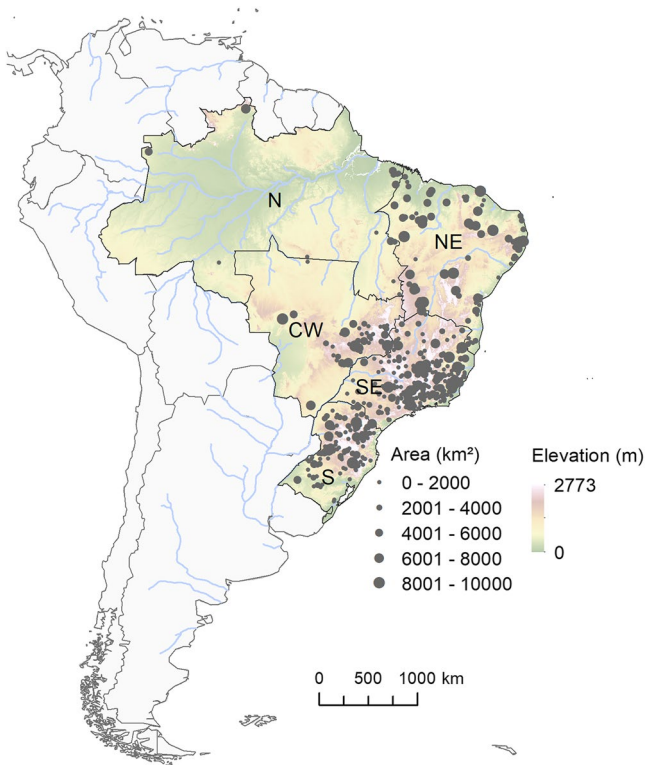 N
NE
CW
SE
S
Area (km²)
0 - 2000
2001 - 4000
4001 - 6000
6001 - 8000
8001 - 10000
Elevation (m)
2773
0
0 500 1000 km